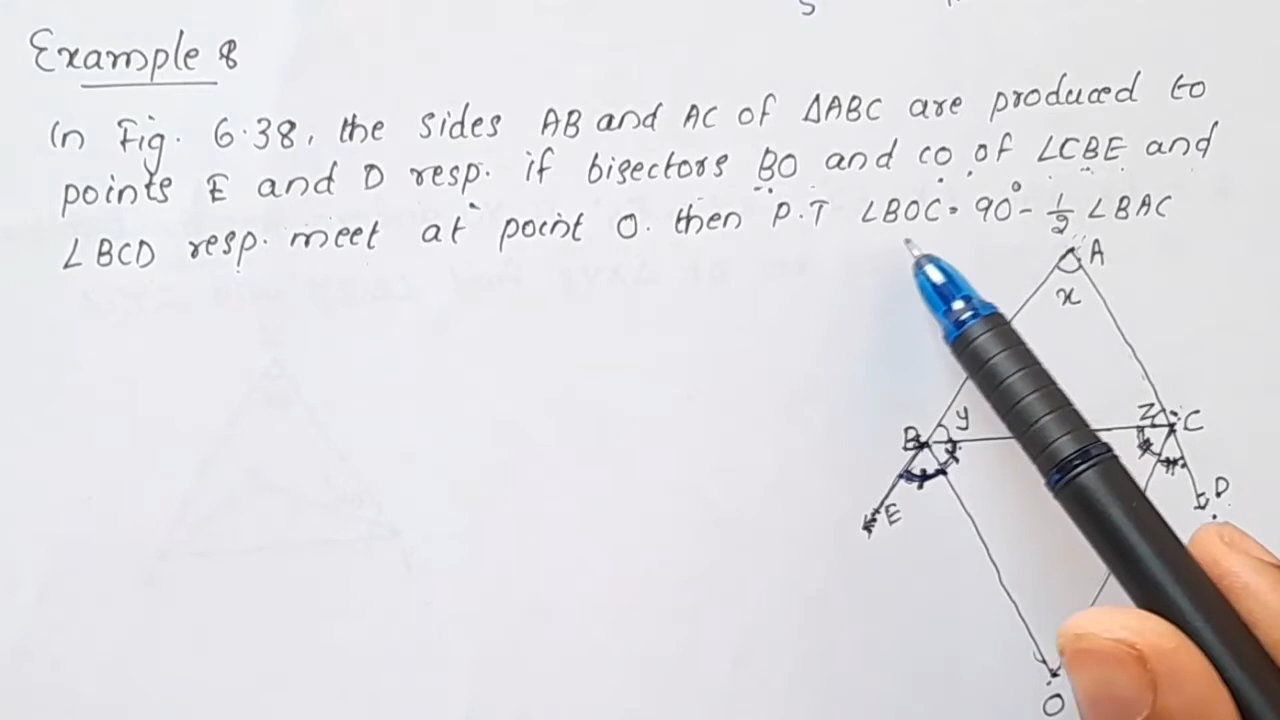 Example 8
In Fig. 6.38, the sides AB and AC of ΔABC are produced to
points E and D resp. if bisectors BO and CO of ∠CBE and
∠BCD resp. meet at point O. then P.T ∠BOC = 90° - 1/2 ∠BAC
A
x
B
y
Z
C
E
D
O